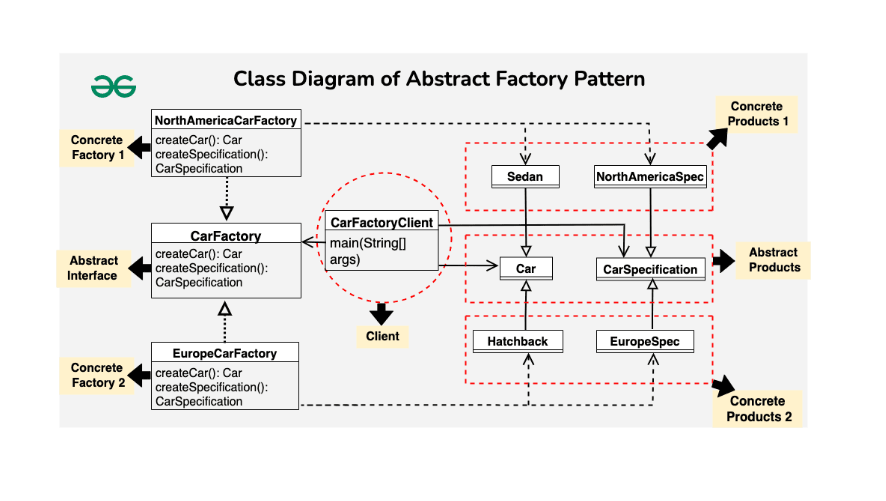 Class Diagram of Abstract Factory Pattern
Concrete
Products 1
NorthAmericaCarFactory
createCar(): Car
createSpecification():
CarSpecification
Concrete
Factory 1
Sedan
NorthAmericaSpec
CarFactoryClient
main(String[]
args)
CarFactory
createCar(): Car
createSpecification():
CarSpecification
Abstract
Interface
Car
CarSpecification
Abstract
Products
Client
Hatchback
EuropeSpec
EuropeCarFactory
createCar(): Car
createSpecification():
CarSpecification
Concrete
Factory 2
Concrete
Products 2